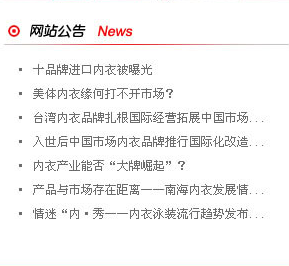 网站公告 News
十品牌进口内衣被曝光
美体内衣缘何打不开市场？
台湾内衣品牌扎根国际经营拓展中国市场...
入世后中国市场内衣品牌推行国际化改造...
内衣产业能否“大牌崛起”？
产品与市场存在距离——南海内衣发展情...
情迷“内·秀——内衣泳装流行趋势发布...